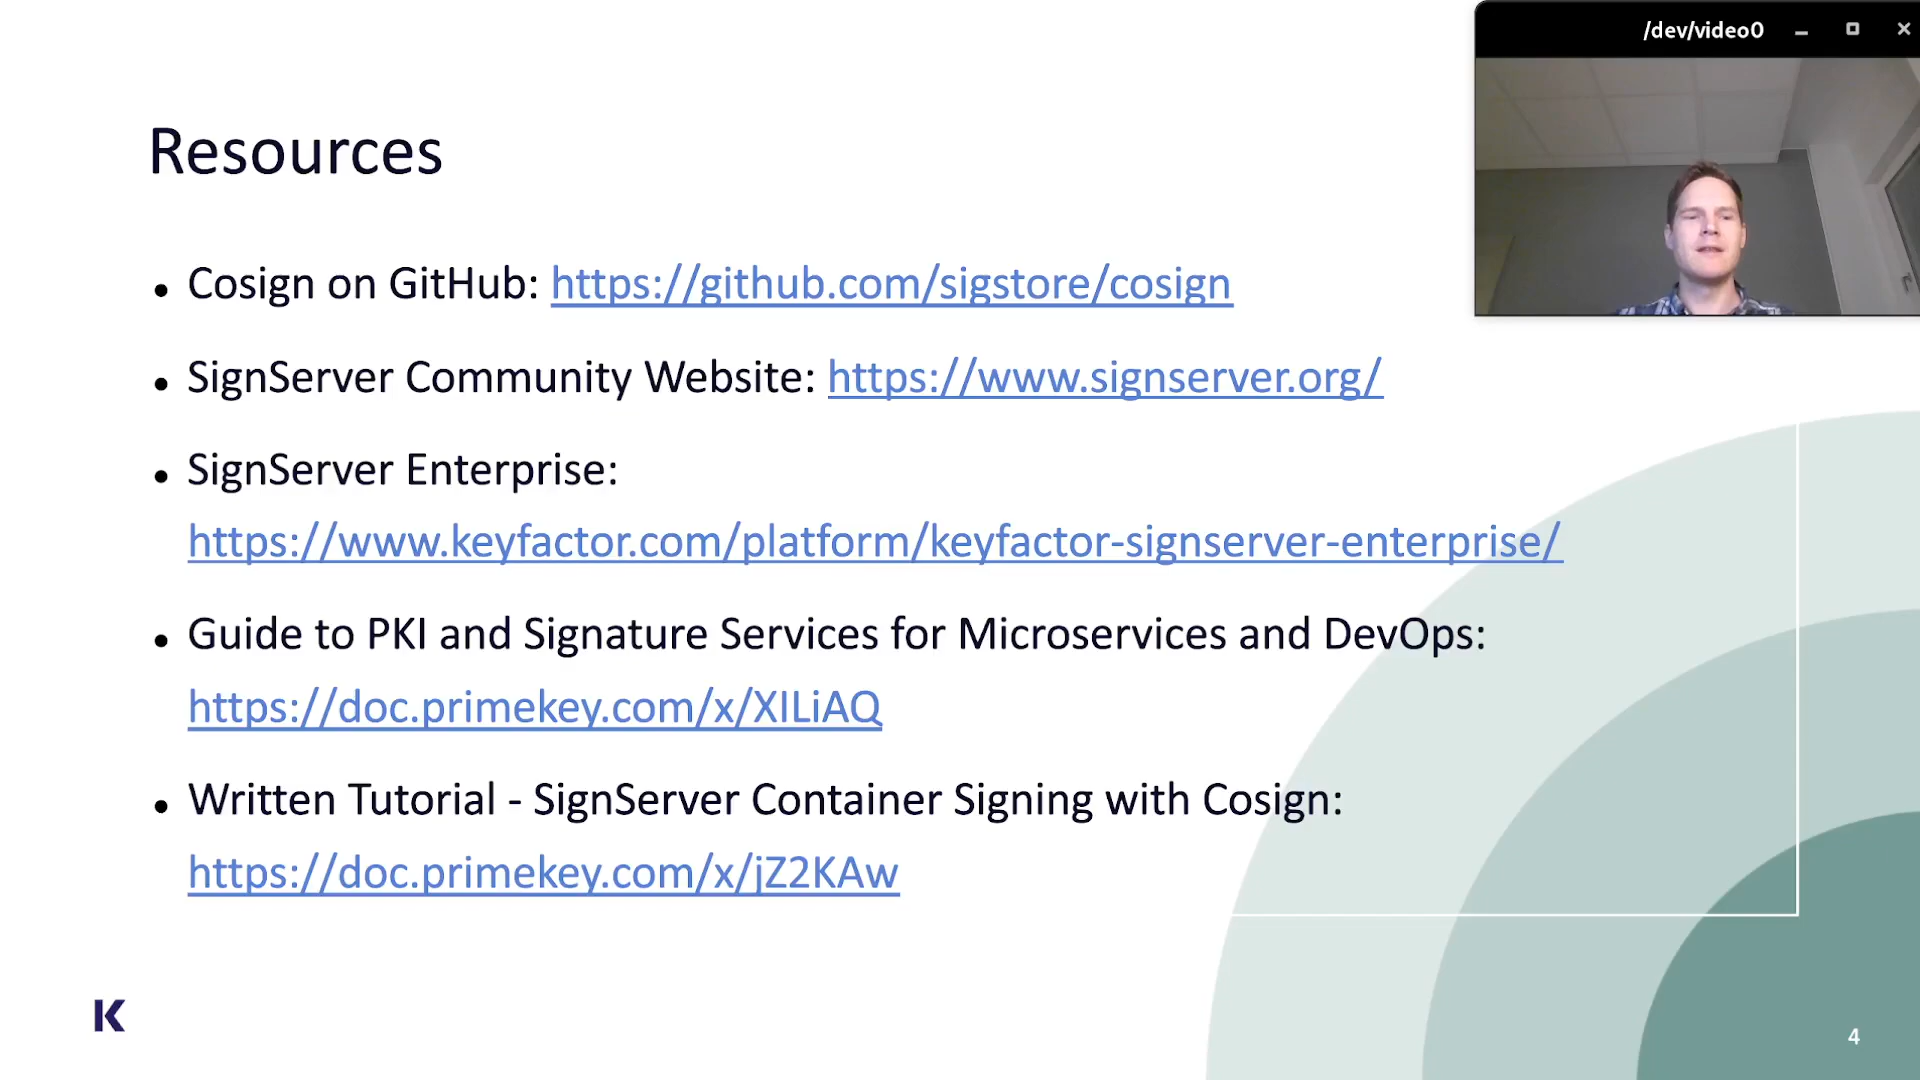 /dev/video0
Resources
Cosign on GitHub: https://github.com/sigstore/cosign
SignServer Community Website: https://www.signserver.org/
SignServer Enterprise:
https://www.keyfactor.com/platform/keyfactor-signserver-enterprise/
Guide to PKI and Signature Services for Microservices and DevOps:
https://doc.primekey.com/x/XILiAQ
Written Tutorial - SignServer Container Signing with Cosign:
https://doc.primekey.com/x/jZ2KAw
K
4